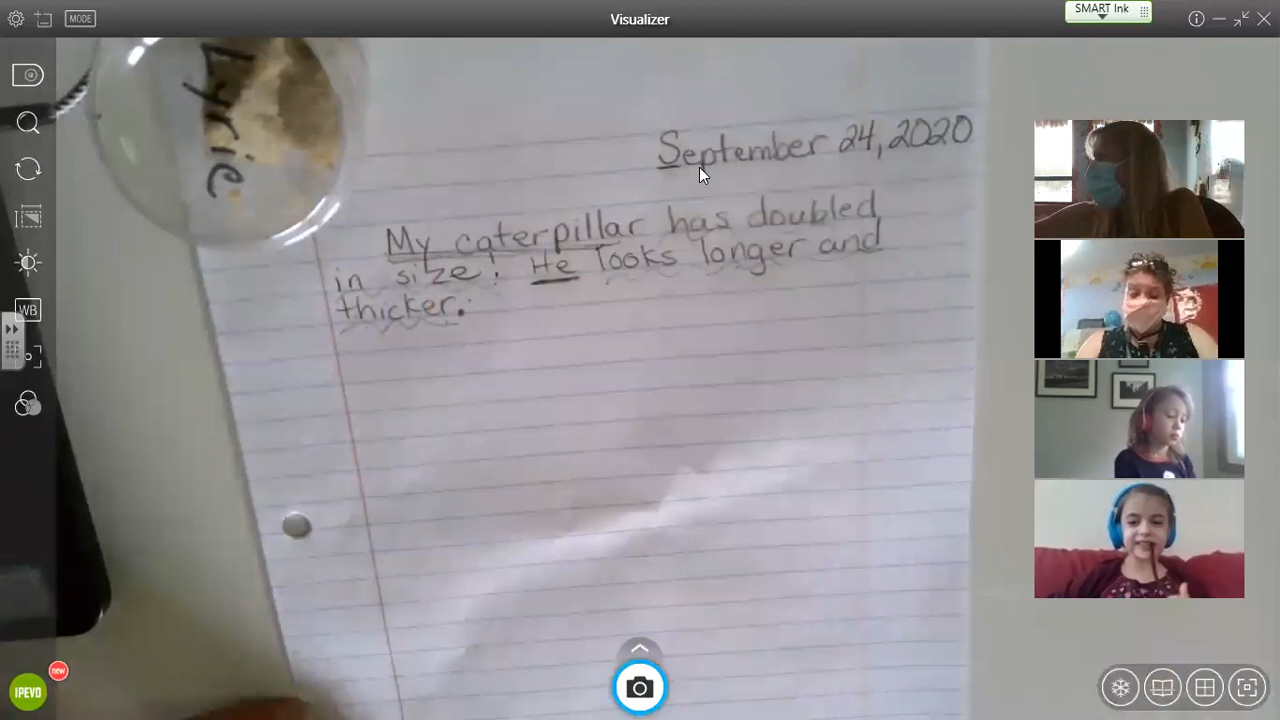 Visualizer
SMART Ink
MODE
Lyric
September 24, 2020
My caterpillar has doubled
in size! He looks longer and
thicker.
WB
new
iPEVO